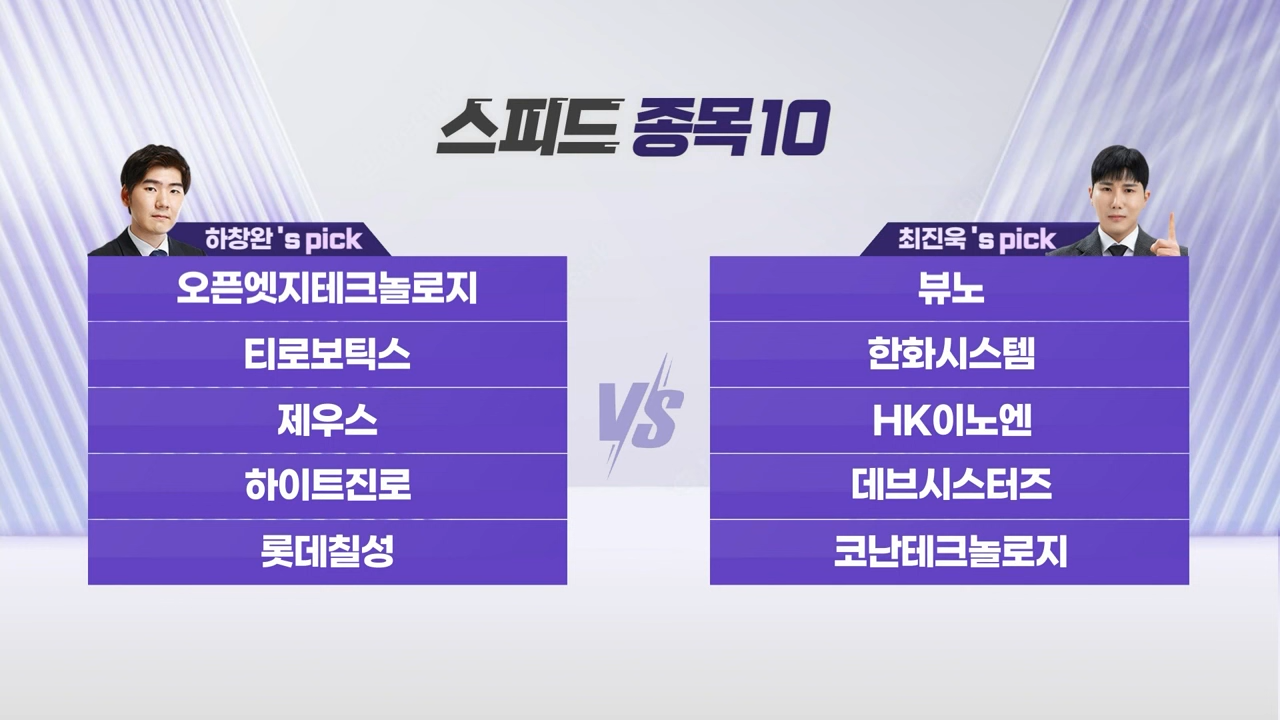 스피드 종목10
하창완's pick
오픈엣지테크놀로지
티로보틱스
제우스
하이트진로
롯데칠성
VS
최진욱's pick
뷰노
한화시스템
HK이노엔
데브시스터즈
코난테크놀로지